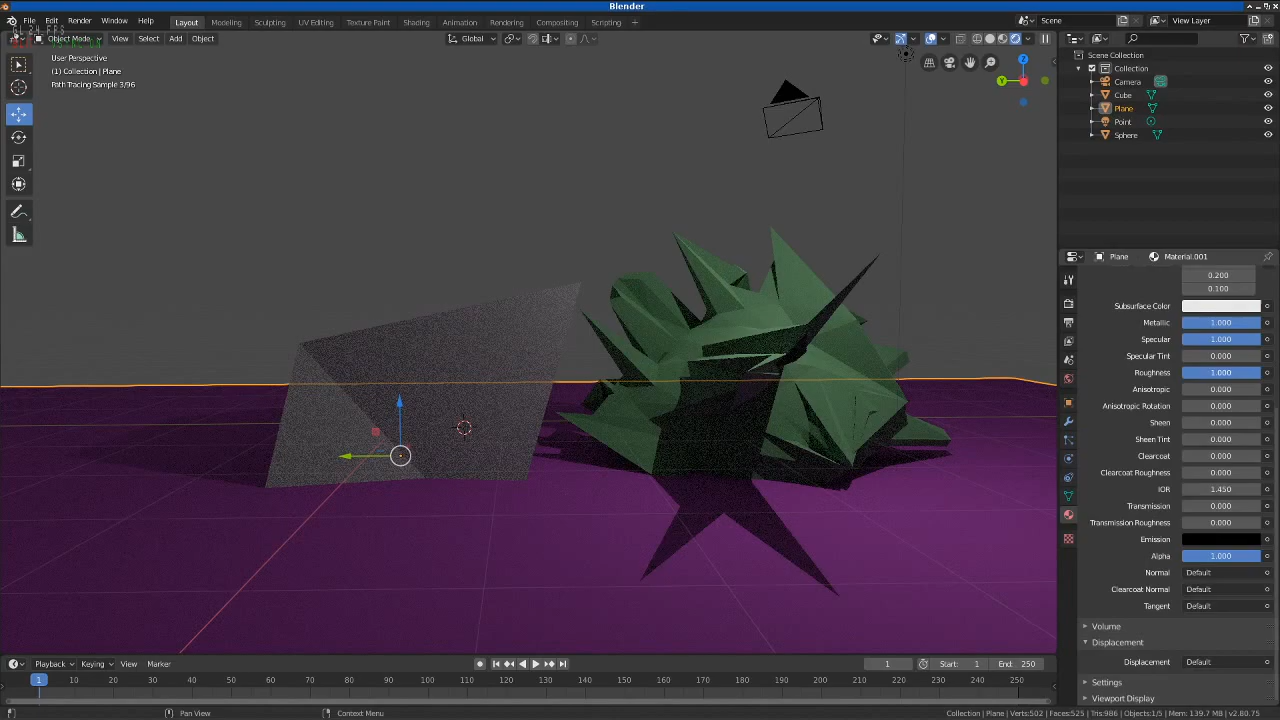 Blender
File Edit Render Window Help Layout Modeling Sculpting UV Editing Texture Paint Shading Animation Rendering Compositing Scripting + Scene View Layer
Object Mode View Select Add Object Global
User Perspective
(1) Collection | Plane
Path Tracing Sample 3/96
Z
Y
Scene Collection
Collection
Camera
Cube
Plane
Point
Sphere
Plane Material.001
0.200
0.100
Subsurface Color
Metallic 1.000
Specular 1.000
Specular Tint 0.000
Roughness 1.000
Anisotropic 0.000
Anisotropic Rotation 0.000
Sheen 0.000
Sheen Tint 0.000
Clearcoat 0.000
Clearcoat Roughness 0.000
IOR 1.450
Transmission 0.000
Transmission Roughness 0.000
Emission
Alpha 1.000
Normal Default
Clearcoat Normal Default
Tangent Default
Volume
Displacement
Displacement Default
Settings
Viewport Display
Playback Keying View Marker 1 Start: 1 End: 250
1 10 20 30 40 50 60 70 80 90 100 110 120 130 140 150 160 170 180 190 200 210 220 230 240 250
Pan View Context Menu Collection | Plane | Verts:502 | Faces:525 | Tris:986 | Objects:1/5 | Mem: 139.7 MB | v2.80.75